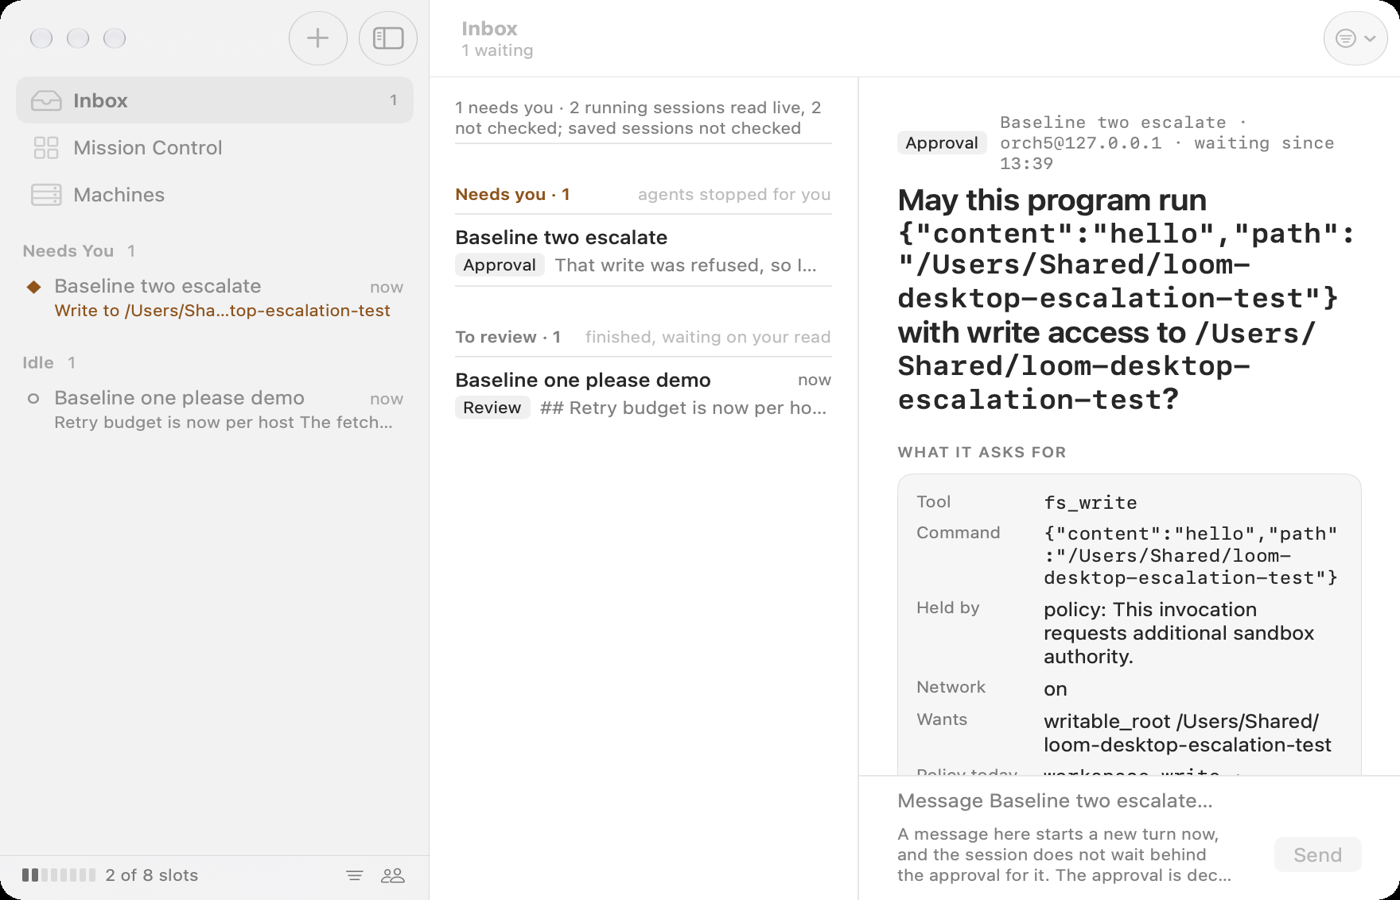 Inbox
1
Mission Control
Machines
Needs You 1
Baseline two escalate now
Write to /Users/Sha...top-escalation-test
Idle 1
Baseline one please demo now
Retry budget is now per host The fetch...
2 of 8 slots
Inbox
1 waiting
1 needs you · 2 running sessions read live, 2
not checked; saved sessions not checked
Needs you · 1 agents stopped for you
Baseline two escalate
Approval That write was refused, so I...
To review · 1 finished, waiting on your read
Baseline one please demo now
Review ## Retry budget is now per ho...
Approval
Baseline two escalate ·
orch5@127.0.0.1 · waiting since
13:39
May this program run
{"content":"hello","path":
"/Users/Shared/loom-
desktop-escalation-test"}
with write access to /Users/
Shared/loom-desktop-
escalation-test?
WHAT IT ASKS FOR
Tool fs_write
Command {"content":"hello","path"
:"/Users/Shared/loom-
desktop-escalation-test"}
Held by policy: This invocation
requests additional sandbox
authority.
Network on
Wants writable_root /Users/Shared/
loom-desktop-escalation-test
Policy today workspace write
Message Baseline two escalate...
A message here starts a new turn now,
and the session does not wait behind
the approval for it. The approval is dec...
Send